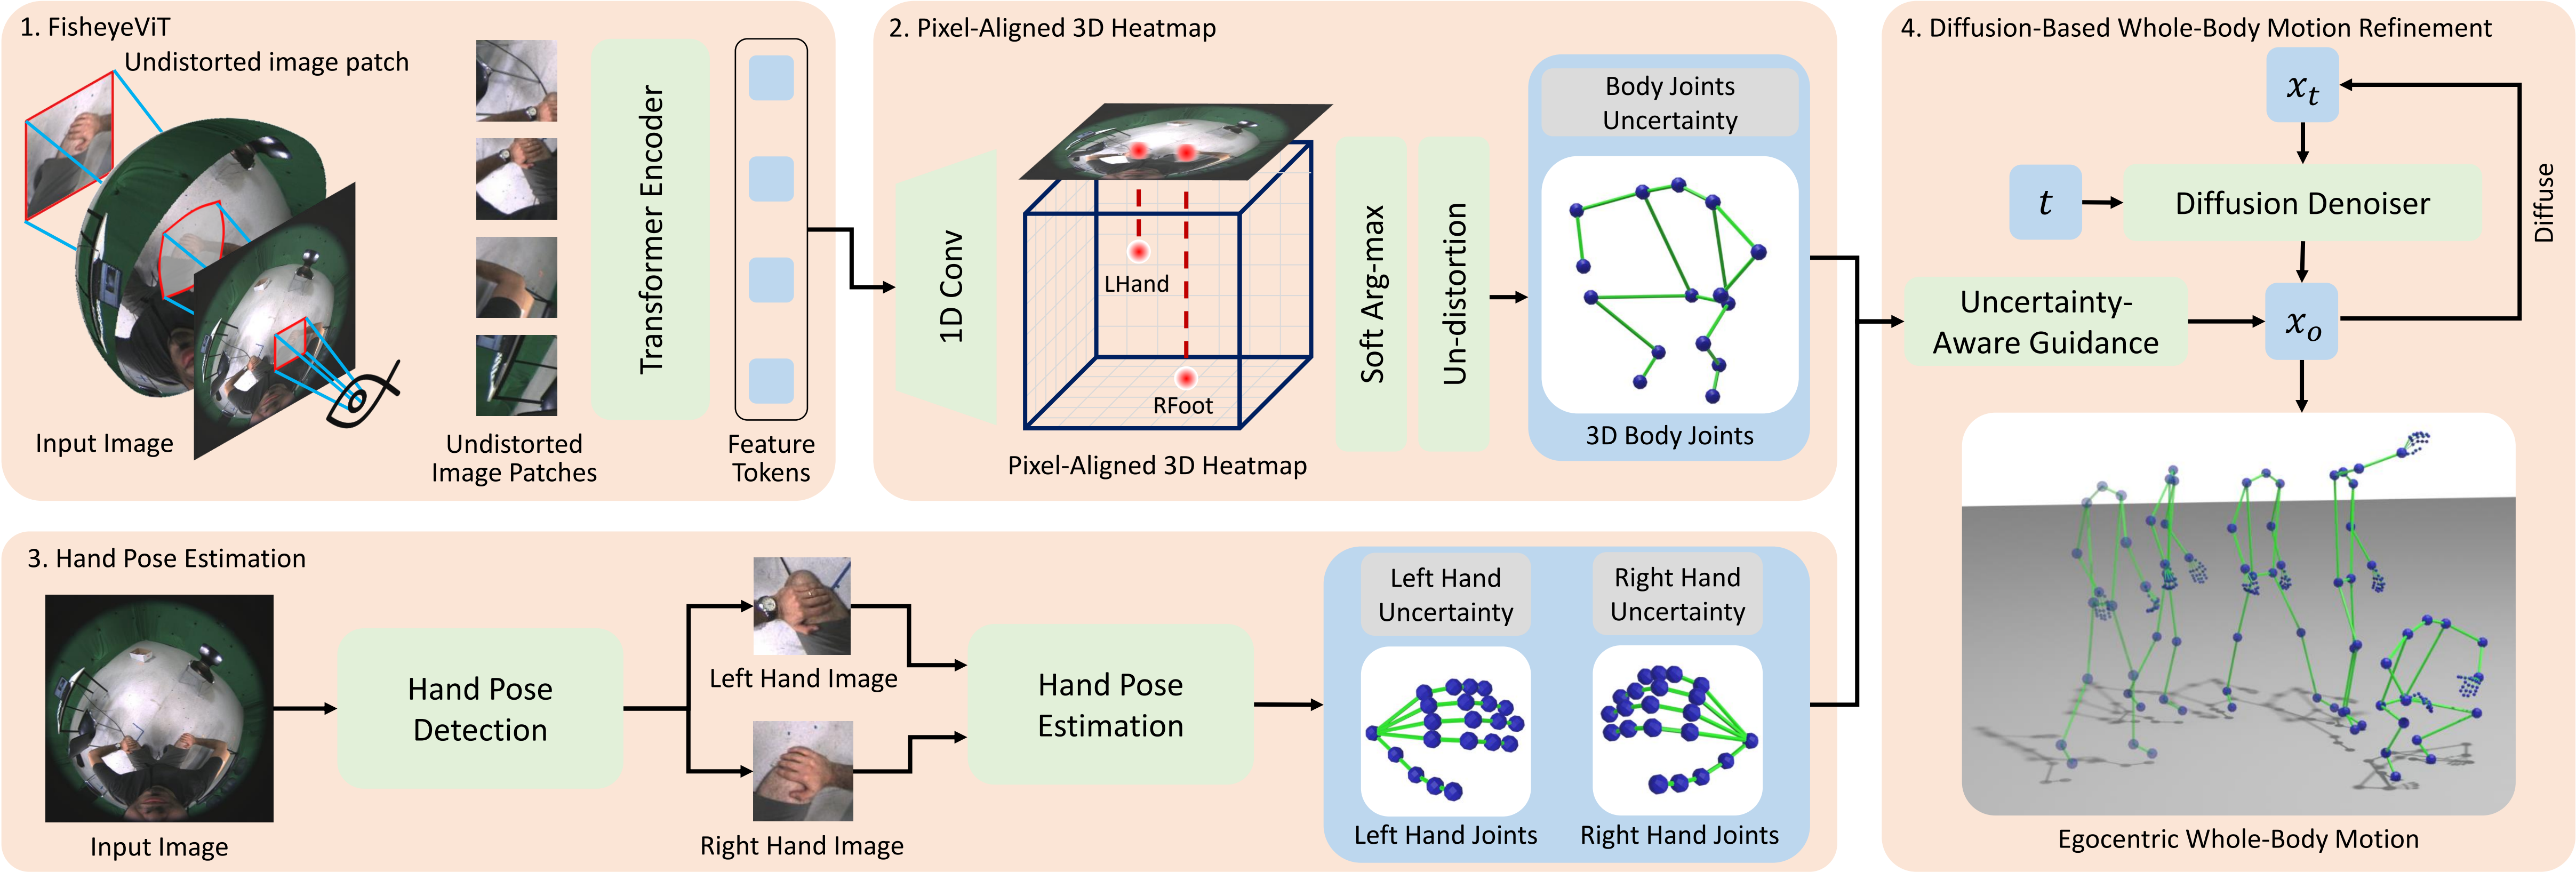 1. FisheyeViT
Undistorted image patch
Input Image
Undistorted
Image Patches
Transformer Encoder
Feature
Tokens
2. Pixel-Aligned 3D Heatmap
1D Conv
LHand
RFoot
Pixel-Aligned 3D Heatmap
Soft Arg-max
Un-distortion
Body Joints
Uncertainty
3D Body Joints
3. Hand Pose Estimation
Input Image
Hand Pose
Detection
Left Hand Image
Right Hand Image
Hand Pose
Estimation
Left Hand
Uncertainty
Right Hand
Uncertainty
Left Hand Joints
Right Hand Joints
4. Diffusion-Based Whole-Body Motion Refinement
x_t
t
Diffusion Denoiser
Diffuse
Uncertainty-
Aware Guidance
x_o
Egocentric Whole-Body Motion